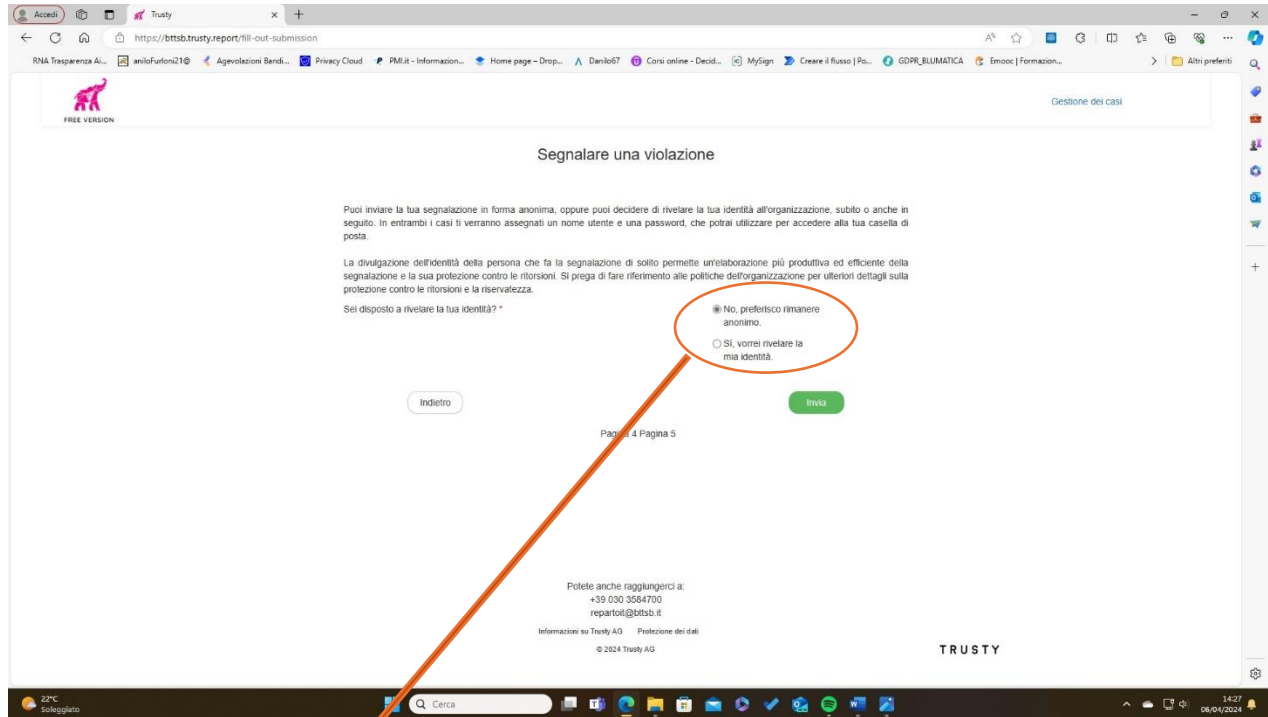 Accedi
Trusty
https://bttsb.trusty.report/fill-out-submission
RNA Trasparenza Ai...
aniloFurloni21@
Agevolazioni Bandi...
Privacy Cloud
PMI.it - Informazion...
Home page – Drop...
Danilo67
Corsi online - Decid...
MySign
Creare il flusso | Po...
GDPR_BLUMATICA
Emooc | Formazion...
Altri preferiti
FREE VERSION
Gestione dei casi
Segnalare una violazione
Puoi inviare la tua segnalazione in forma anonima, oppure puoi decidere di rivelare la tua identità all'organizzazione, subito o anche in
seguito. In entrambi i casi ti verranno assegnati un nome utente e una password, che potrai utilizzare per accedere alla tua casella di
posta.
La divulgazione dell'identità della persona che fa la segnalazione di solito permette un'elaborazione più produttiva ed efficiente della
segnalazione e la sua protezione contro le ritorsioni. Si prega di fare riferimento alle politiche dell'organizzazione per ulteriori dettagli sulla
protezione contro le ritorsioni e la riservatezza.
Sei disposto a rivelare la tua identità? *
No, preferisco rimanere
anonimo.
Sì, vorrei rivelare la
mia identità.
Indietro
Invia
Pagina 4 Pagina 5
Potete anche raggiungerci a:
+39 030 3584700
repartoit@bttsb.it
Informazioni su Trusty AG Protezione dei dati
© 2024 Trusty AG
TRUSTY
22°C
Soleggiato
Cerca
14:27
06/04/2024